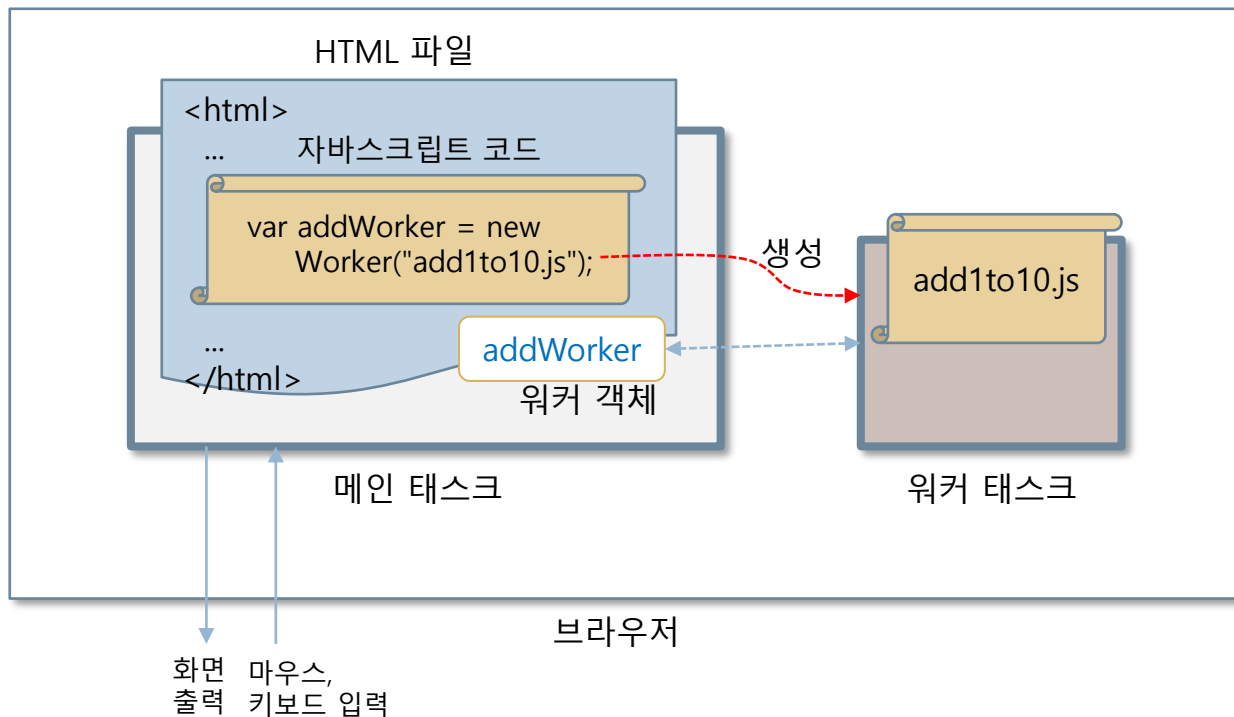 HTML 파일
<html>
...
자바스크립트 코드
var addWorker = new
Worker("add1to10.js");
...
</html>
addWorker
워커 객체
생성
add1to10.js
메인 태스크
워커 태스크
브라우저
화면
출력
마우스,
키보드 입력